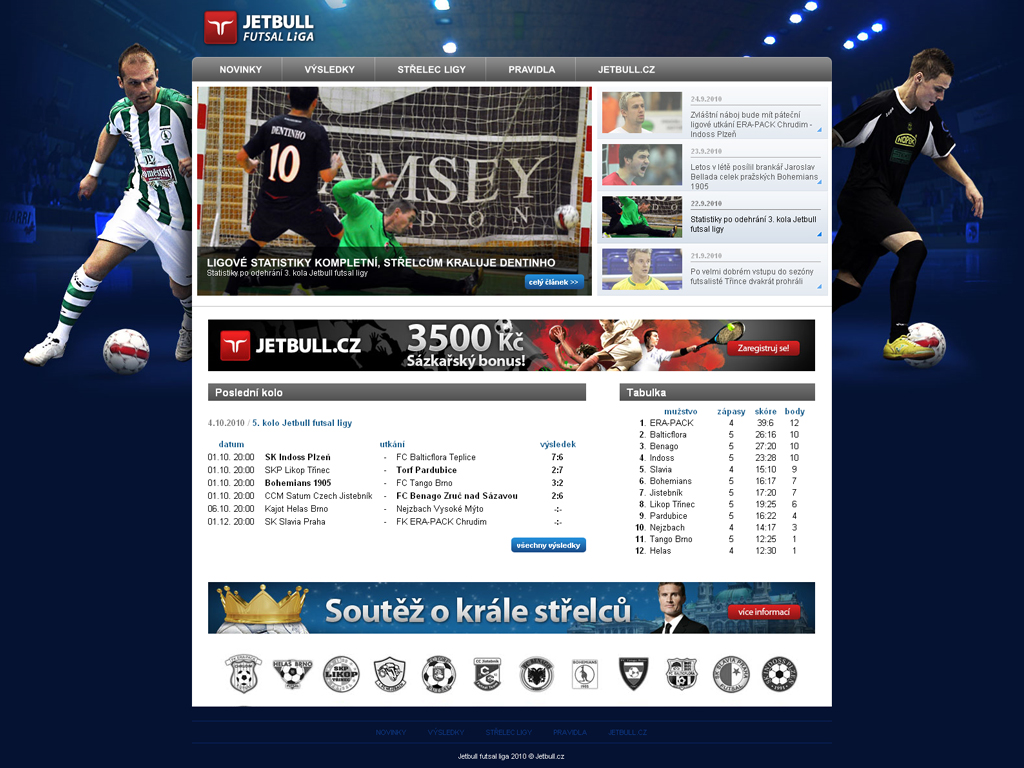 JETBULL
FUTSAL LiGA
NOVINKY
VÝSLEDKY
STŘELEC LIGY
PRAVIDLA
JETBULL.CZ
DENTINHO
10
LIGOVÉ STATISTIKY KOMPLETNÍ, STŘELCŮM KRALUJE DENTINHO
Statistiky po odehrání 3. kola Jetbull futsal ligy
celý článek >>
24.9.2010
Zvláštní náboj bude mít páteční
ligové utkání ERA-PACK Chrudim -
Indoss Plzeň
23.9.2010
Letos v létě posílil brankář Jaroslav
Bellada celek pražských Bohemians
1905
22.9.2010
Statistiky po odehrání 3. kola Jetbull
futsal ligy
21.9.2010
Po velmi dobrém vstupu do sezóny
futsalisté Třince dvakrát prohráli
JETBULL.CZ
3500 Kč
Sázkařský bonus!
Zaregistruj se!
Poslední kolo
4.10.2010 / 5. kolo Jetbull futsal ligy
datum utkání výsledek
01.10. 20:00 SK Indoss Plzeň - FC Balticflora Teplice 7:6
01.10. 20:00 SKP Likop Třinec - Torf Pardubice 2:7
01.10. 20:00 Bohemians 1905 - FC Tango Brno 3:2
01.10. 20:00 CCM Satum Czech Jistebník - FC Benago Zruč nad Sázavou 2:6
06.10. 20:00 Kajot Helas Brno - Nejzbach Vysoké Mýto -:-
01.12. 20:00 SK Slavia Praha - FK ERA-PACK Chrudim -:-
všechny výsledky
Tabulka
mužstvo zápasy skóre body
1. ERA-PACK 4 39:6 12
2. Balticflora 5 26:16 10
3. Benago 5 27:20 10
4. Indoss 5 23:28 10
5. Slavia 4 15:10 9
6. Bohemians 5 16:17 7
7. Jistebník 5 17:20 7
8. Likop Třinec 5 19:25 6
9. Pardubice 5 16:22 4
10. Nejzbach 4 14:17 3
11. Tango Brno 5 12:25 1
12. Helas 4 12:30 1
Soutěž o krále střelců
více informací
NOVINKY
VÝSLEDKY
STŘELEC LIGY
PRAVIDLA
JETBULL.CZ
Jetbull futsal liga 2010 © Jetbull.cz